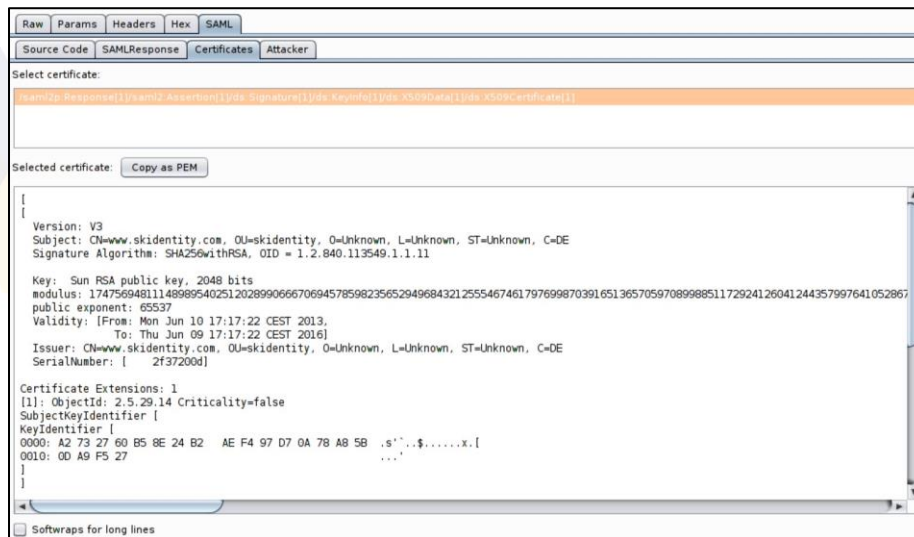 Raw Params Headers Hex SAML
Source Code SAMLResponse Certificates Attacker
Select certificate:
/saml2p:Response[1]/saml2:Assertion[1]/ds:Signature[1]/ds:KeyInfo[1]/ds:X509Data[1]/ds:X509Certificate[1]
Selected certificate: Copy as PEM
[
[
Version: V3
Subject: CN=www.skidentity.com, OU=skidentity, O=Unknown, L=Unknown, ST=Unknown, C=DE
Signature Algorithm: SHA256withRSA, OID = 1.2.840.113549.1.1.11
Key: Sun RSA public key, 2048 bits
modulus:
public exponent: 65537
Validity: [From: Mon Jun 10 17:17:22 CEST 2013,
To: Thu Jun 09 17:17:22 CEST 2016]
Issuer: CN=www.skidentity.com, OU=skidentity, O=Unknown, L=Unknown, ST=Unknown, C=DE
SerialNumber: [ 2f37200d]
Certificate Extensions: 1
[1]: ObjectId: 2.5.29.14 Criticality=false
SubjectKeyIdentifier [
KeyIdentifier [
0000: A2 73 27 60 B5 8E 24 B2 AE F4 97 D7 0A 78 A8 5B .s'`..$......x.[
0010: 0D A9 F5 27 ...'
]
]
Softwraps for long lines